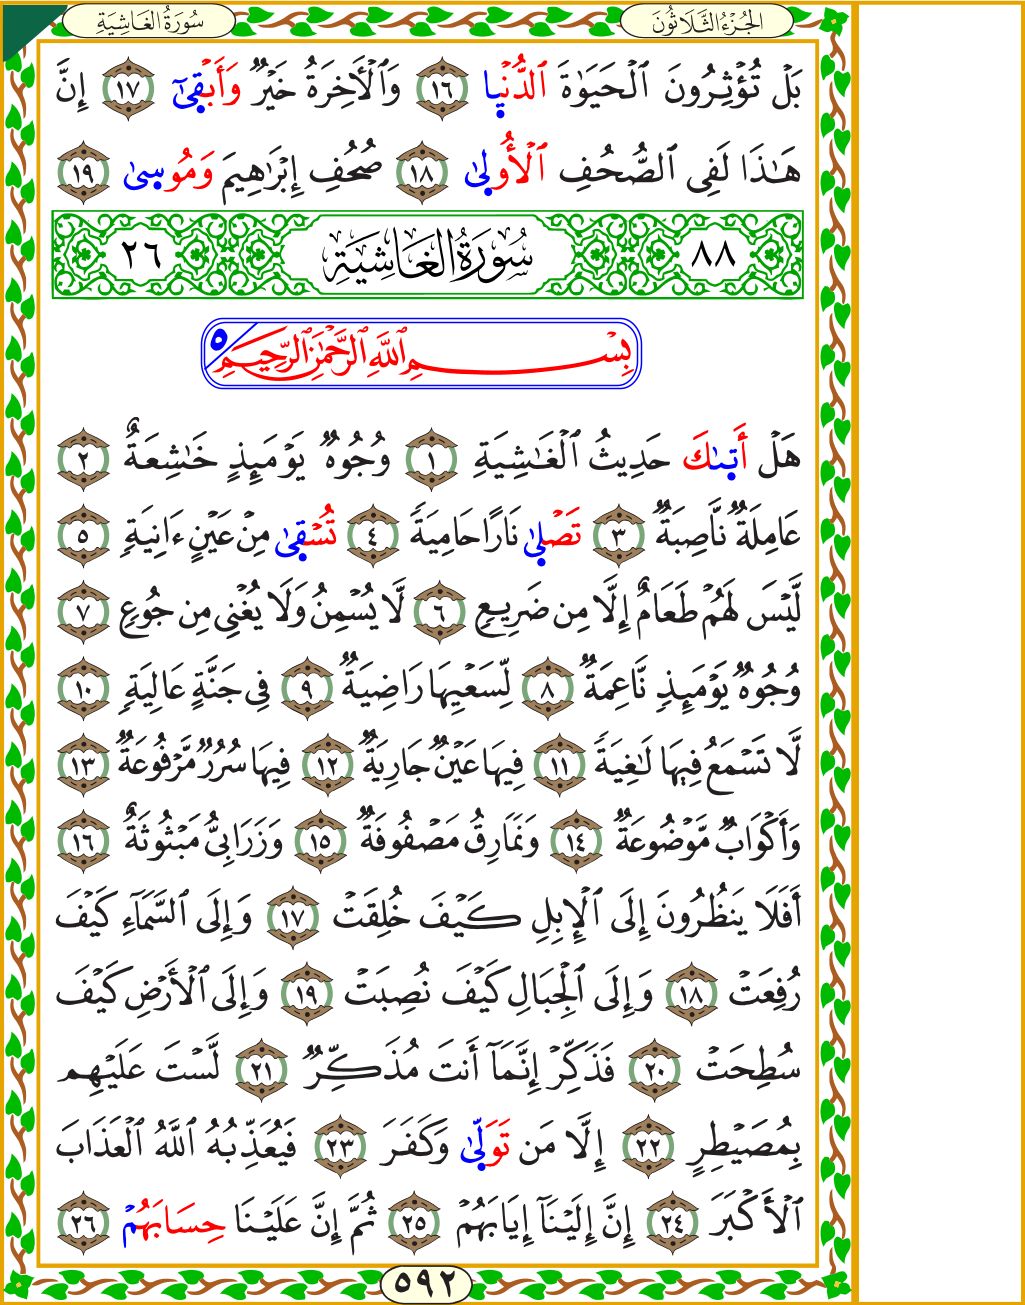 سُورَةُ الغَاشِيَةِ
الجُزْءُ الثَّلَاثُونَ
بَلْ تُؤْثِرُونَ ٱلْحَيَوٰةَ ٱلدُّنْيٜا ١٦ وَٱلْأَخِرَةُ خَيْرٌ وَأَبْقٜىٰٓ ١٧ إِنَّ
هَـٰذَا لَفِى ٱلصُّحُفِ ٱلْأُولٜىٰ ١٨ صُحُفِ إِبْرَٰهِيمَ وَمُوسٜىٰ ١٩
٨٨ سُورَةُ الغَاشِيَةِ ٢٦
بِسْمِ ٱللَّهِ ٱلرَّحْمَـٰنِ ٱلرَّحِيمِ ٥
هَلْ أَتٜىٰكَ حَدِيثُ ٱلْغَـٰشِيَةِ ١ وُجُوهٌ يَوْمَئِذٍ خَـٰشِعَةٌ ٢
عَامِلَةٌ نَّاصِبَةٌ ٣ تَصْلٜىٰ نَارًا حَامِيَةً ٤ تُسْقٜىٰ مِنْ عَيْنٍ ءَانِيَةٍ ٥
لَّيْسَ لَهُمْ طَعَامٌ إِلَّا مِن ضَرِيعٍ ٦ لَّا يُسْمِنُ وَلَا يُغْنِى مِن جُوعٍ ٧
وُجُوهٌ يَوْمَئِذٍ نَّاعِمَةٌ ٨ لِّسَعْيِهَا رَاضِيَةٌ ٩ فِى جَنَّةٍ عَالِيَةٍ ١٠
لَّا تَسْمَعُ فِيهَا لَـٰغِيَةً ١١ فِيهَا عَيْنٌ جَارِيَةٌ ١٢ فِيهَا سُرُرٌ مَّرْفُوعَةٌ ١٣
وَأَكْوَابٌ مَّوْضُوعَةٌ ١٤ وَنَمَارِقُ مَصْفُوفَةٌ ١٥ وَزَرَابِىُّ مَبْثُوثَةٌ ١٦
أَفَلَا يَنظُرُونَ إِلَى ٱلْإِبِلِ كَيْفَ خُلِقَتْ ١٧ وَإِلَى ٱلسَّمَآءِ كَيْفَ
رُفِعَتْ ١٨ وَإِلَى ٱلْجِبَالِ كَيْفَ نُصِبَتْ ١٩ وَإِلَى ٱلْأَرْضِ كَيْفَ
سُطِحَتْ ٢٠ فَذَكِّرْ إِنَّمَآ أَنتَ مُذَكِّرٌ ٢١ لَّسْتَ عَلَيْهِم
بِمُصَيْطِرٍ ٢٢ إِلَّا مَن تَوَلّٜىٰ وَكَفَرَ ٢٣ فَيُعَذِّبُهُ ٱللَّهُ ٱلْعَذَابَ
ٱلْأَكْبَرَ ٢٤ إِنَّ إِلَيْنَآ إِيَابَهُمْ ٢٥ ثُمَّ إِنَّ عَلَيْنَا حِسَابَهُمْ ٢٦
٥٩٢